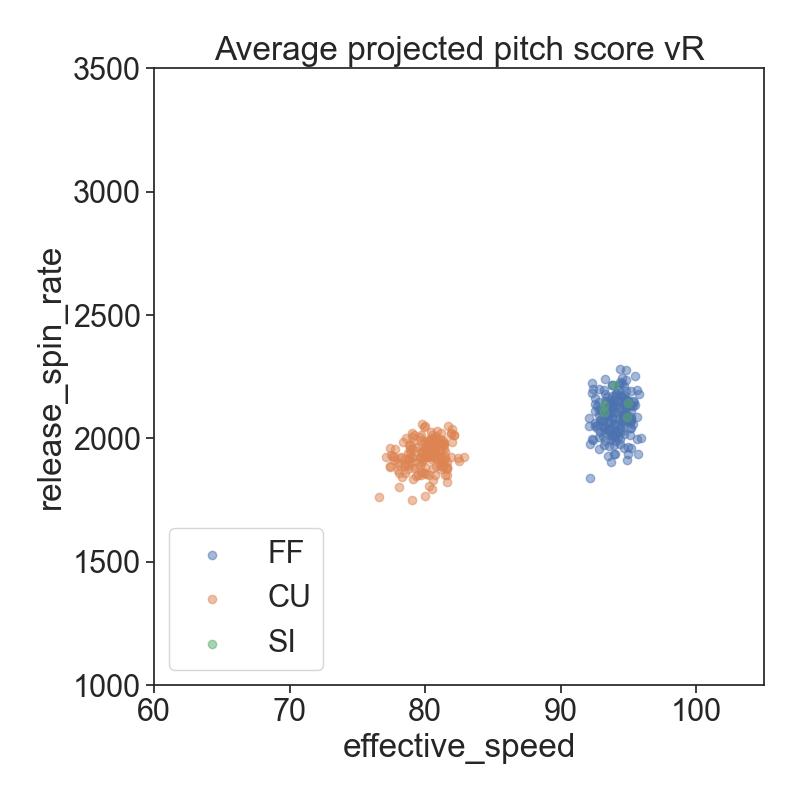 Average projected pitch score vR
3500
3000
2500
2000
1500
1000
release_spin_rate
FF
CU
SI
60
70
80
90
100
effective_speed